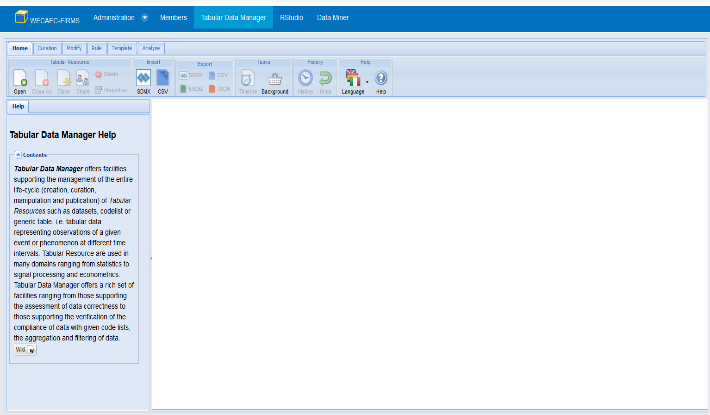 WECAFC-FIRMS Administration Members Tabular Data Manager RStudio Data Miner
Home Curation Modify Rule Template Analyse
Tabular Resource Import Export Tasks History Help
Open Close All Clone Share Delete Properties SDMX CSV SDMX CSV EXCEL JSON Timeline Background History Undo Language Help
Help
Tabular Data Manager Help
Contents
Tabular Data Manager offers facilities
supporting the management of the entire
life-cycle (creation, curation,
manipulation and publication) of Tabular
Resources such as datasets, codelist or
generic table, i.e. tabular data
representing observations of a given
event or phenomenon at different time
intervals. Tabular Resource are used in
many domains ranging from statistics to
signal processing and econometrics.
Tabular Data Manager offers a rich set of
facilities ranging from those supporting
the assessment of data correctness to
those supporting the verification of the
compliance of data with given code lists,
the aggregation and filtering of data.
Wiki